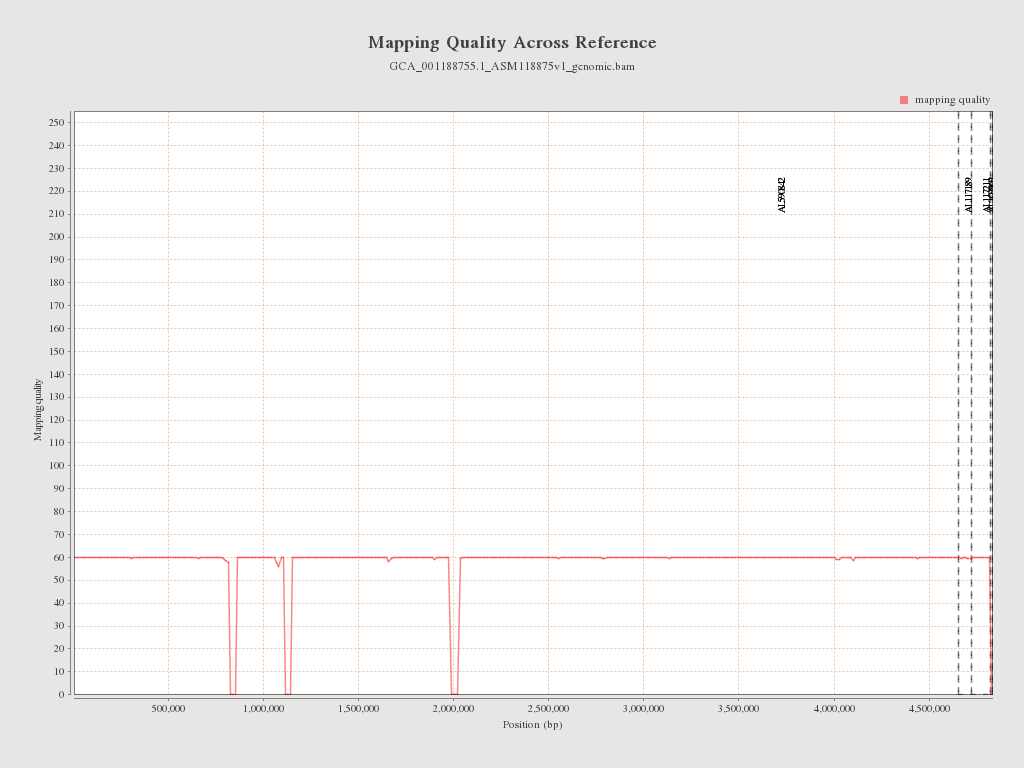 Mapping Quality Across Reference
GCA_001188755.1_ASM118875v1_genomic.bam
mapping quality
250
240
230
220
210
200
190
180
170
160
150
140
130
120
110
100
90
80
70
60
50
40
30
20
10
0
Mapping quality
AL590842
AL117189
AL117211
500,000 1,000,000 1,500,000 2,000,000 2,500,000 3,000,000 3,500,000 4,000,000 4,500,000
Position (bp)